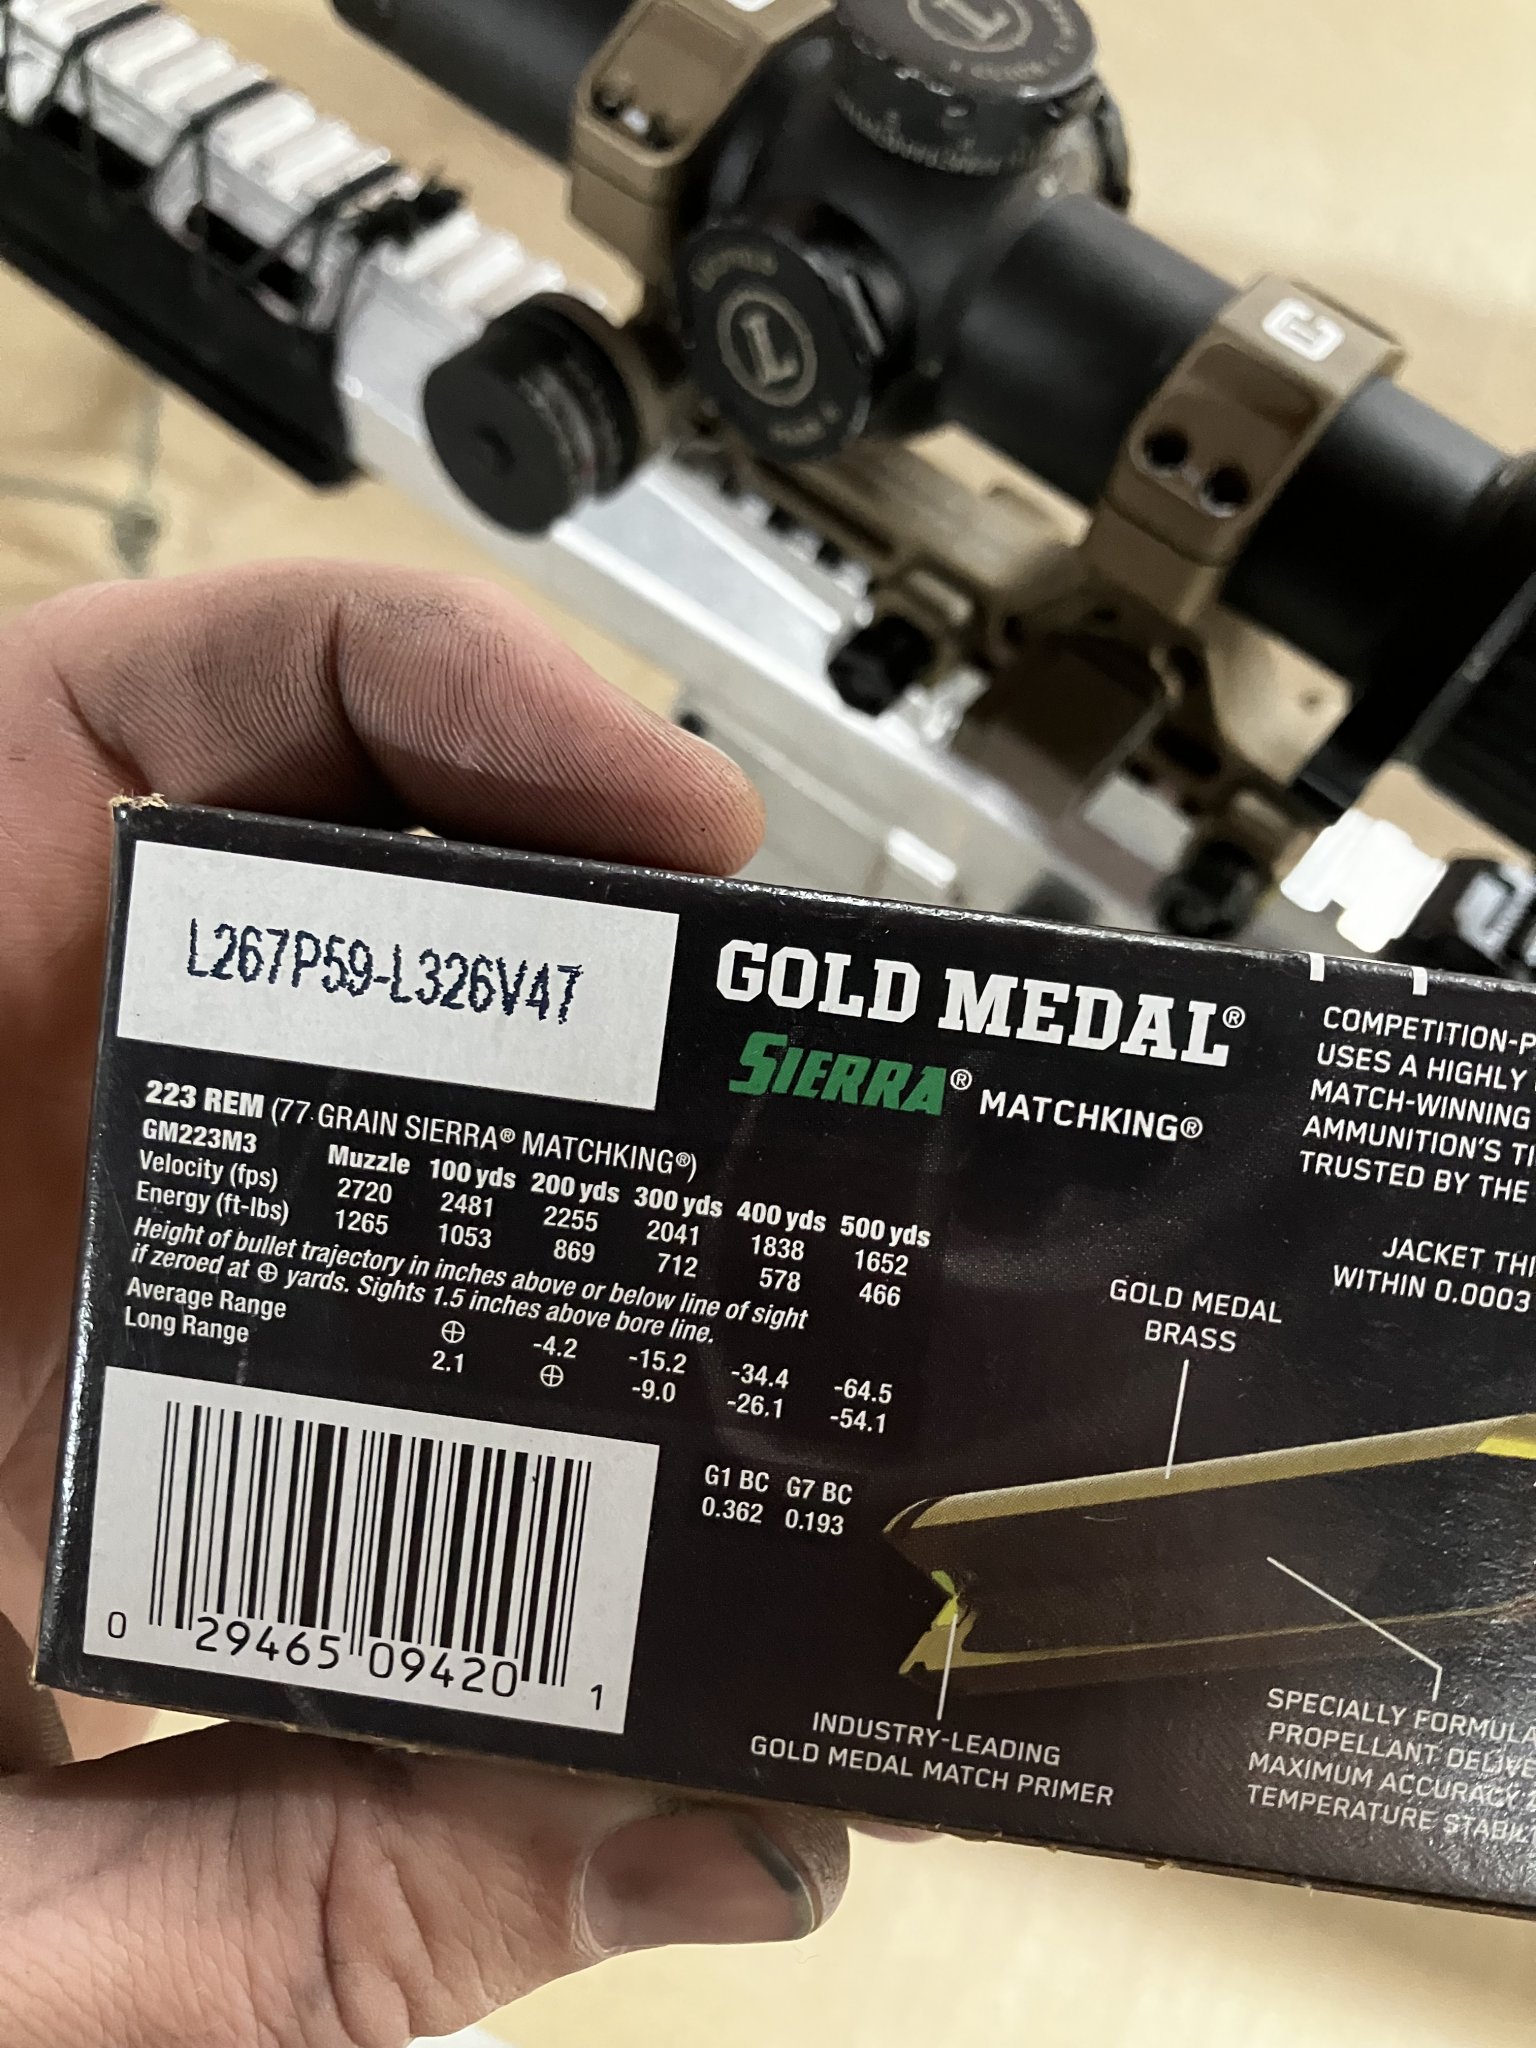 L
L
C
L267P59-L326V47
GOLD MEDAL®
SIERRA® MATCHKING®
223 REM (77 GRAIN SIERRA® MATCHKING®)
GM223M3 Muzzle 100 yds 200 yds 300 yds 400 yds 500 yds
Velocity (fps) 2720 2481 2255 2041 1838 1652
Energy (ft-lbs) 1265 1053 869 712 578 466
Height of bullet trajectory in inches above or below line of sight
if zeroed at ⊕ yards. Sights 1.5 inches above bore line.
Average Range ⊕ -4.2 -15.2 -34.4 -64.5
Long Range 2.1 ⊕ -9.0 -26.1 -54.1
G1 BC G7 BC
0.362 0.193
0 29465 09420 1
COMPETITION-P
USES A HIGHLY
MATCH-WINNING
AMMUNITION'S
TRUSTED BY THE
JACKET
WITHIN 0.0003
GOLD MEDAL
BRASS
INDUSTRY-LEADING
GOLD MEDAL MATCH PRIMER
SPECIALLY FORMULA
PROPELLANT DELIVE
MAXIMUM ACCURACY
TEMPERATURE STABIL